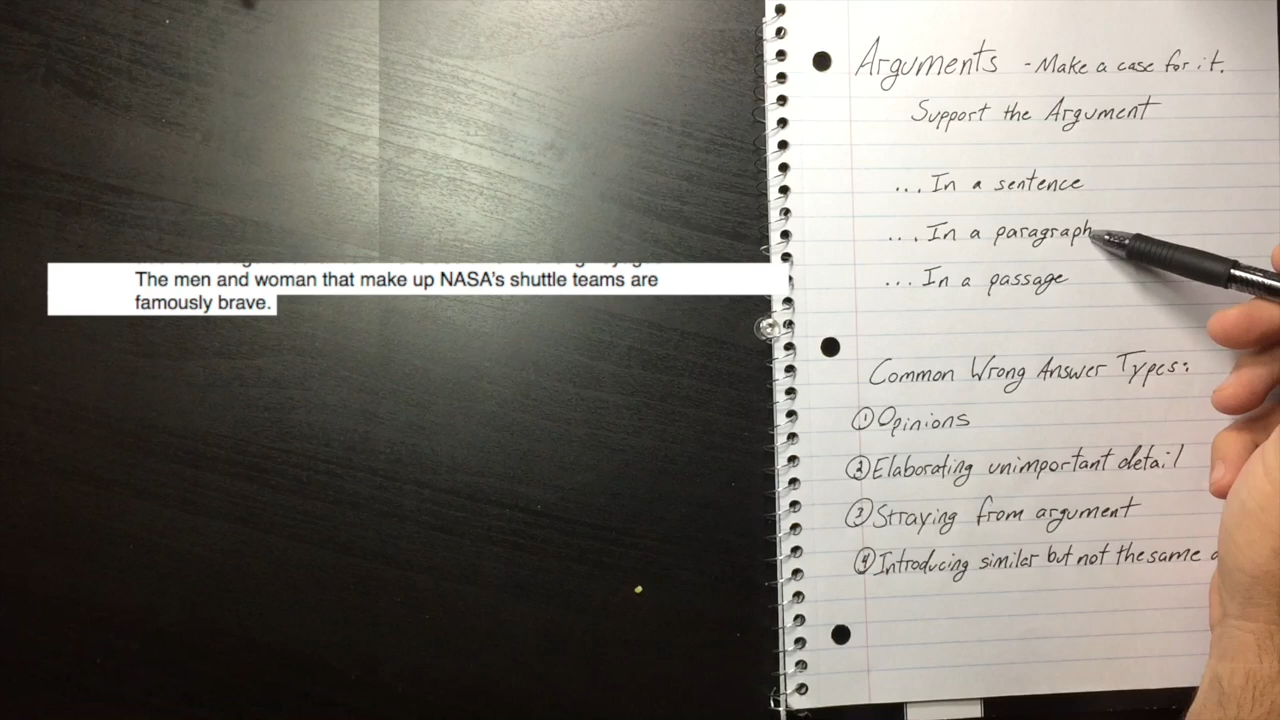 The men and woman that make up NASA's shuttle teams are
famously brave.
Arguments - Make a case for it.
Support the Argument
... In a sentence
... In a paragraph
... In a passage
Common Wrong Answer Types:
① Opinions
② Elaborating unimportant detail
③ Straying from argument
④ Introducing similar but not the same